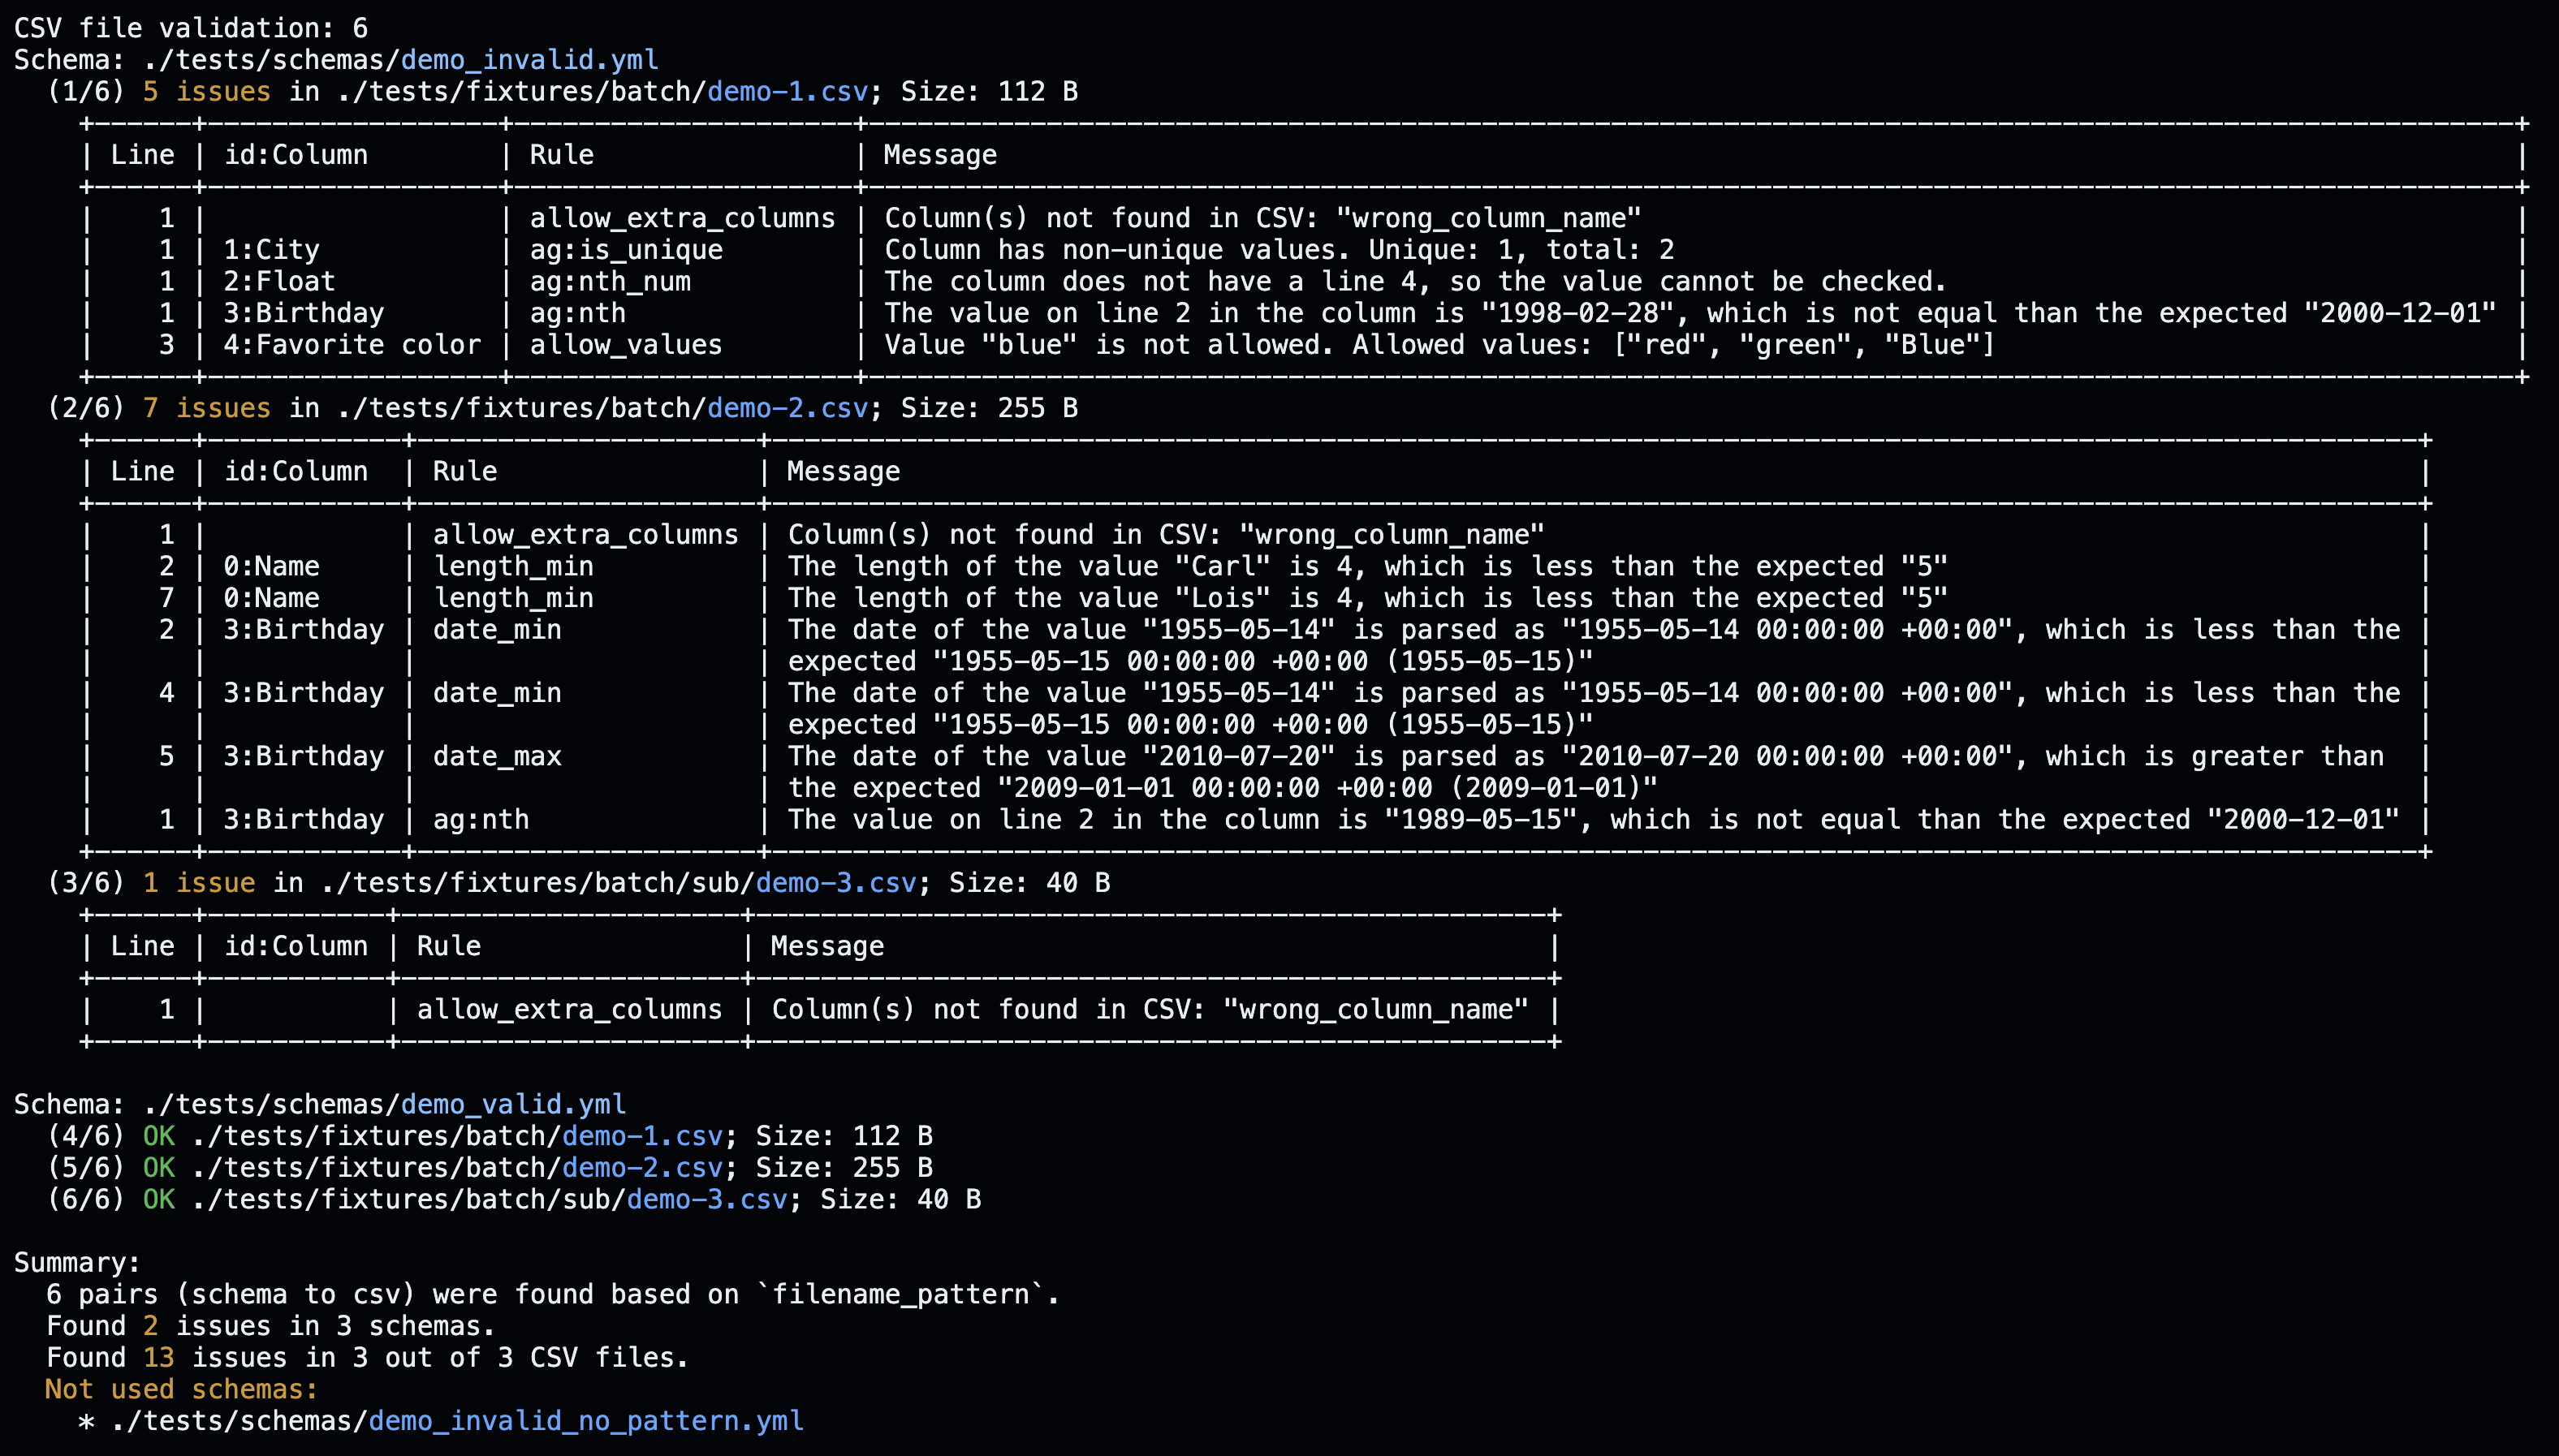 CSV file validation: 6
Schema: ./tests/schemas/demo_invalid.yml
  (1/6) 5 issues in ./tests/fixtures/batch/demo-1.csv; Size: 112 B
    +------+------------------+---------------------+------------------------------------------------------------------------------------------------------+
    | Line | id:Column        | Rule                | Message                                                                                              |
    +------+------------------+---------------------+------------------------------------------------------------------------------------------------------+
    |    1 |                  | allow_extra_columns | Column(s) not found in CSV: "wrong_column_name"                                                      |
    |    1 | 1:City           | ag:is_unique        | Column has non-unique values. Unique: 1, total: 2                                                    |
    |    1 | 2:Float          | ag:nth_num          | The column does not have a line 4, so the value cannot be checked.                                   |
    |    1 | 3:Birthday       | ag:nth              | The value on line 2 in the column is "1998-02-28", which is not equal than the expected "2000-12-01" |
    |    3 | 4:Favorite color | allow_values        | Value "blue" is not allowed. Allowed values: ["red", "green", "Blue"]                                |
    +------+------------------+---------------------+------------------------------------------------------------------------------------------------------+
  (2/6) 7 issues in ./tests/fixtures/batch/demo-2.csv; Size: 255 B
    +------+------------+---------------------+------------------------------------------------------------------------------------------------------+
    | Line | id:Column  | Rule                | Message                                                                                              |
    +------+------------+---------------------+------------------------------------------------------------------------------------------------------+
    |    1 |            | allow_extra_columns | Column(s) not found in CSV: "wrong_column_name"                                                      |
    |    2 | 0:Name     | length_min          | The length of the value "Carl" is 4, which is less than the expected "5"                             |
    |    7 | 0:Name     | length_min          | The length of the value "Lois" is 4, which is less than the expected "5"                             |
    |    2 | 3:Birthday | date_min            | The date of the value "1955-05-14" is parsed as "1955-05-14 00:00:00 +00:00", which is less than the |
    |      |            |                     | expected "1955-05-15 00:00:00 +00:00 (1955-05-15)"                                                   |
    |    4 | 3:Birthday | date_min            | The date of the value "1955-05-14" is parsed as "1955-05-14 00:00:00 +00:00", which is less than the |
    |      |            |                     | expected "1955-05-15 00:00:00 +00:00 (1955-05-15)"                                                   |
    |    5 | 3:Birthday | date_max            | The date of the value "2010-07-20" is parsed as "2010-07-20 00:00:00 +00:00", which is greater than  |
    |      |            |                     | the expected "2009-01-01 00:00:00 +00:00 (2009-01-01)"                                               |
    |    1 | 3:Birthday | ag:nth              | The value on line 2 in the column is "1989-05-15", which is not equal than the expected "2000-12-01" |
    +------+------------+---------------------+------------------------------------------------------------------------------------------------------+
  (3/6) 1 issue in ./tests/fixtures/batch/sub/demo-3.csv; Size: 40 B
    +------+-----------+---------------------+-------------------------------------------------+
    | Line | id:Column | Rule                | Message                                         |
    +------+-----------+---------------------+-------------------------------------------------+
    |    1 |           | allow_extra_columns | Column(s) not found in CSV: "wrong_column_name" |
    +------+-----------+---------------------+-------------------------------------------------+

Schema: ./tests/schemas/demo_valid.yml
  (4/6) OK ./tests/fixtures/batch/demo-1.csv; Size: 112 B
  (5/6) OK ./tests/fixtures/batch/demo-2.csv; Size: 255 B
  (6/6) OK ./tests/fixtures/batch/sub/demo-3.csv; Size: 40 B

Summary:
  6 pairs (schema to csv) were found based on `filename_pattern`.
  Found 2 issues in 3 schemas.
  Found 13 issues in 3 out of 3 CSV files.
  Not used schemas:
    * ./tests/schemas/demo_invalid_no_pattern.yml